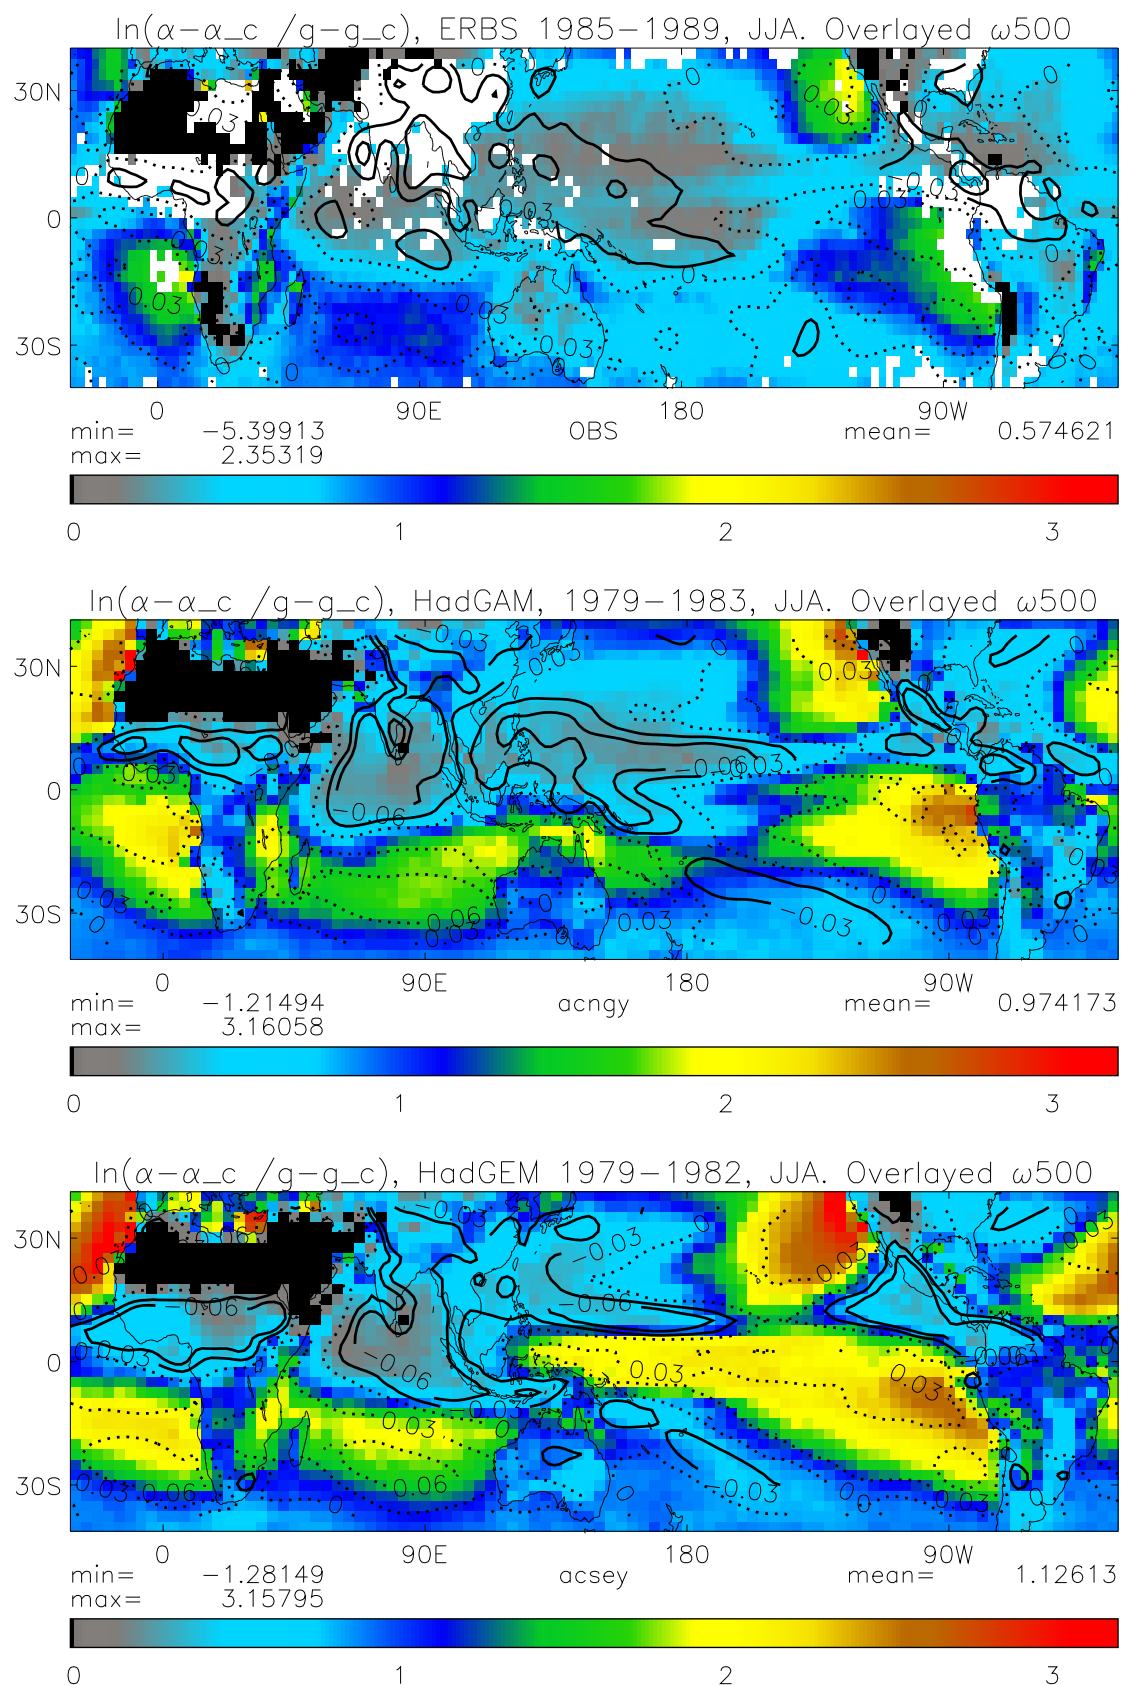 ln(α−α_c /g−g_c), ERBS 1985−1989, JJA. Overlayed ω500
30N
0
30S
0 90E 180 90W
min= −5.39913 OBS mean= 0.574621
max= 2.35319
0 1 2 3
ln(α−α_c /g−g_c), HadGAM, 1979−1983, JJA. Overlayed ω500
30N
0
30S
0 90E 180 90W
min= −1.21494 acngy mean= 0.974173
max= 3.16058
0 1 2 3
ln(α−α_c /g−g_c), HadGEM 1979−1982, JJA. Overlayed ω500
30N
0
30S
0 90E 180 90W
min= −1.28149 acsey mean= 1.12613
max= 3.15795
0 1 2 3